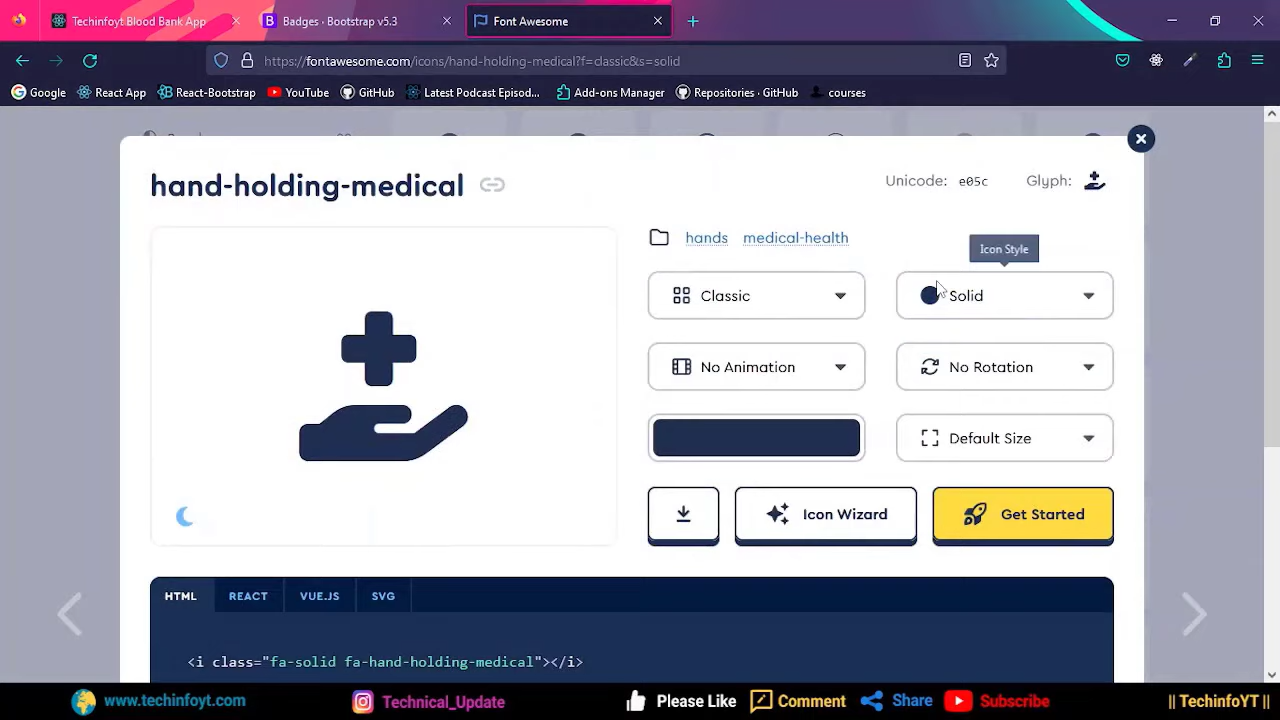 Techinfoyt Blood Bank App
Badges · Bootstrap v5.3
Font Awesome
https://fontawesome.com/icons/hand-holding-medical?f=classic&s=solid
Google
React App
React-Bootstrap
YouTube
GitHub
Latest Podcast Episod...
Add-ons Manager
Repositories · GitHub
courses
hand-holding-medical
Unicode: e05c
Glyph:
hands medical-health
Icon Style
Classic
Solid
No Animation
No Rotation
Default Size
Icon Wizard
Get Started
HTML REACT VUE.JS SVG
<i class="fa-solid fa-hand-holding-medical"></i>
www.techinfoyt.com
Technical_Update
Please Like
Comment
Share
Subscribe
|| TechinfoYT ||